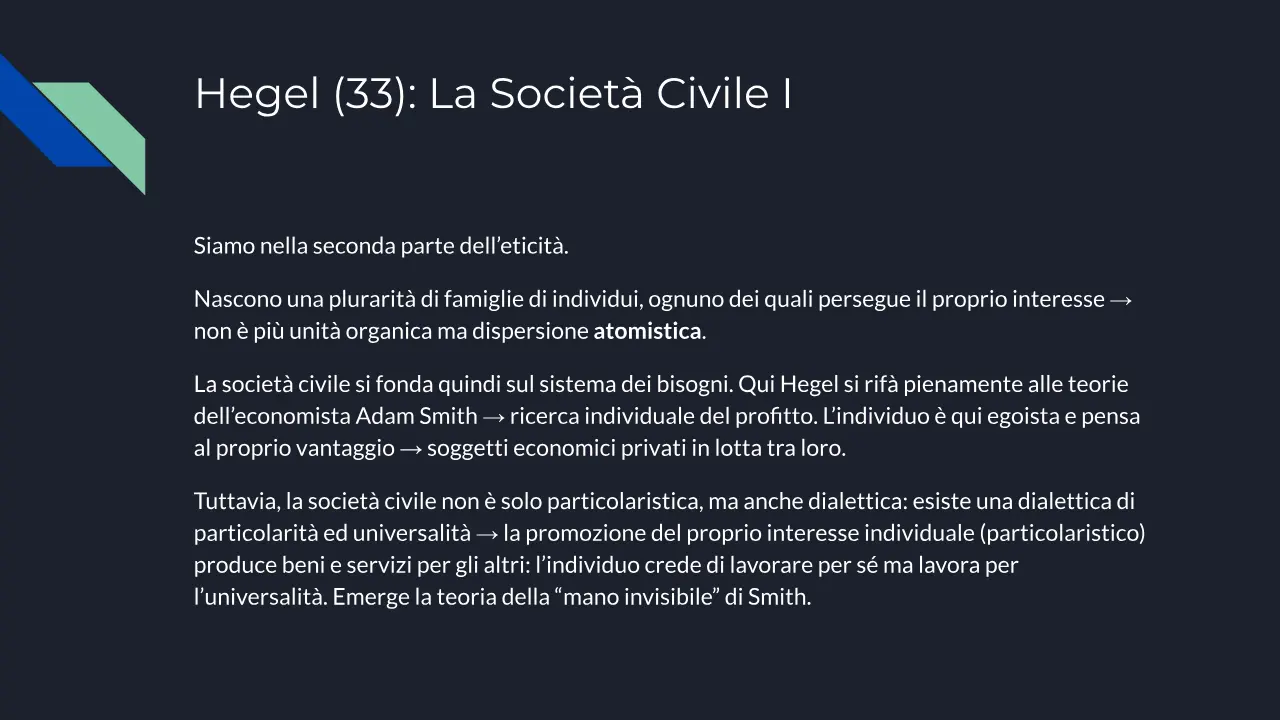 Hegel (33): La Società Civile I
Siamo nella seconda parte dell’eticità.
Nascono una plurarità di famiglie di individui, ognuno dei quali persegue il proprio interesse →
non è più unità organica ma dispersione atomistica.
La società civile si fonda quindi sul sistema dei bisogni. Qui Hegel si rifà pienamente alle teorie
dell’economista Adam Smith → ricerca individuale del profitto. L’individuo è qui egoista e pensa
al proprio vantaggio → soggetti economici privati in lotta tra loro.
Tuttavia, la società civile non è solo particolaristica, ma anche dialettica: esiste una dialettica di
particolarità ed universalità → la promozione del proprio interesse individuale (particolaristico)
produce beni e servizi per gli altri: l’individuo crede di lavorare per sé ma lavora per
l’universalità. Emerge la teoria della “mano invisibile” di Smith.